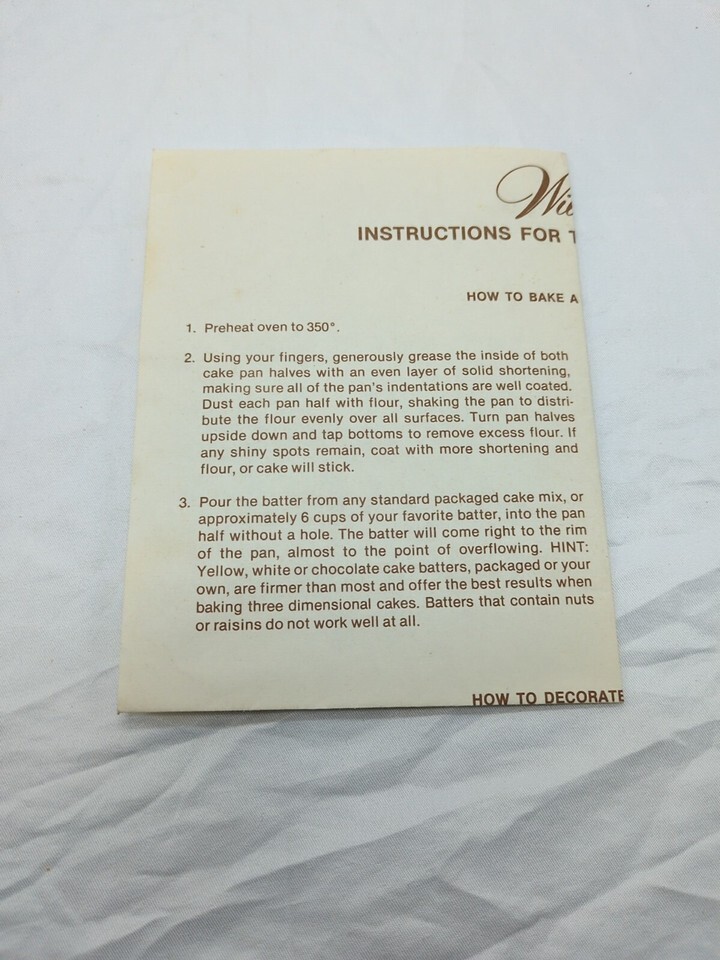 Wil
INSTRUCTIONS FOR T
HOW TO BAKE A
1. Preheat oven to 350°.
2. Using your fingers, generously grease the inside of both
cake pan halves with an even layer of solid shortening,
making sure all of the pan's indentations are well coated.
Dust each pan half with flour, shaking the pan to distri-
bute the flour evenly over all surfaces. Turn pan halves
upside down and tap bottoms to remove excess flour. If
any shiny spots remain, coat with more shortening and
flour, or cake will stick.
3. Pour the batter from any standard packaged cake mix, or
approximately 6 cups of your favorite batter, into the pan
half without a hole. The batter will come right to the rim
of the pan, almost to the point of overflowing. HINT:
Yellow, white or chocolate cake batters, packaged or your
own, are firmer than most and offer the best results when
baking three dimensional cakes. Batters that contain nuts
or raisins do not work well at all.
HOW TO DECORATE